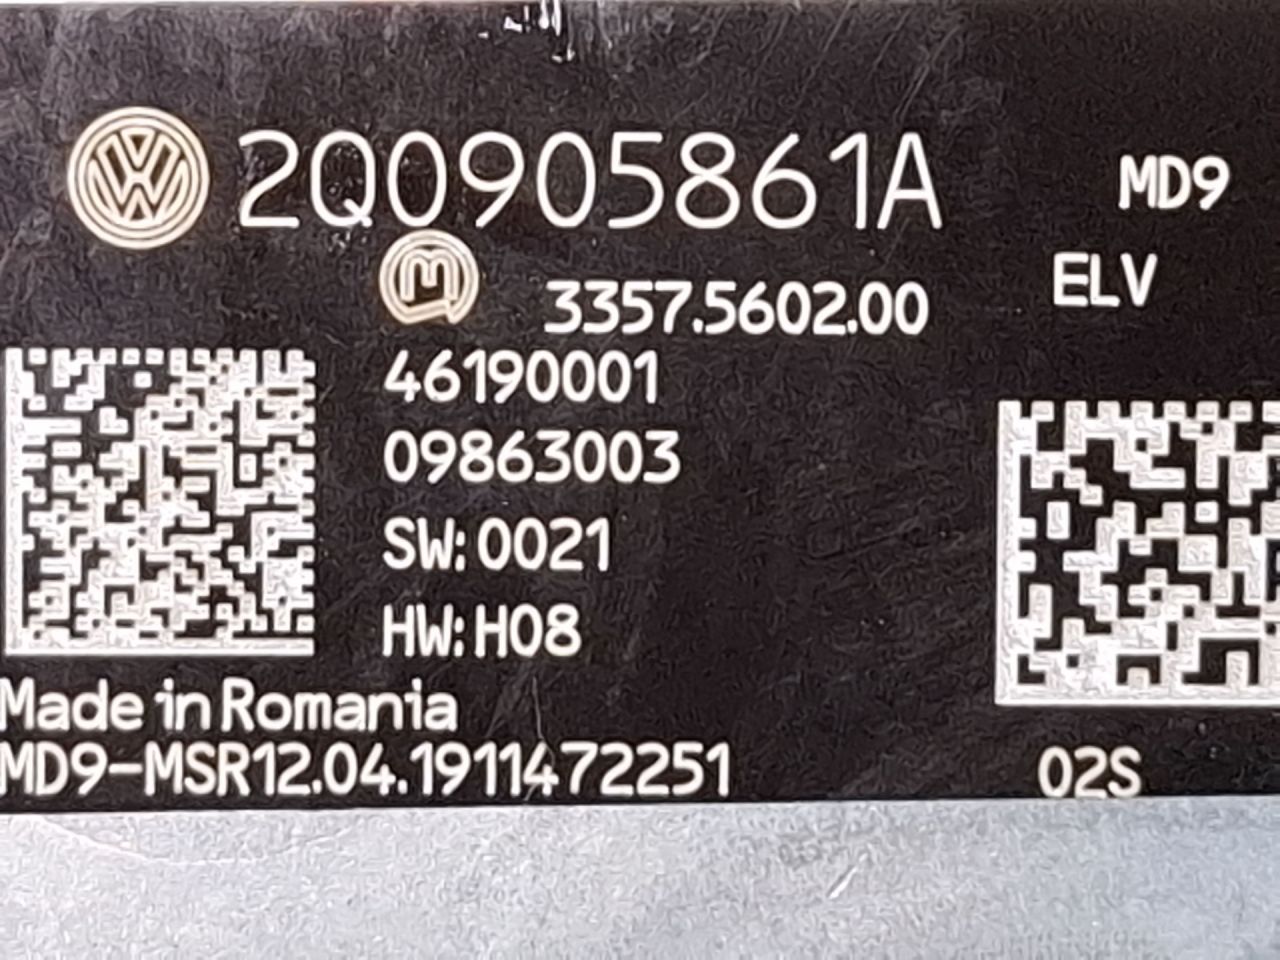 2Q0905861A MD9
3357.5602.00 ELV
46190001
09863003
SW:0021
HW:H08
Made in Romania
MD9-MSR12.04.1911472251 02S